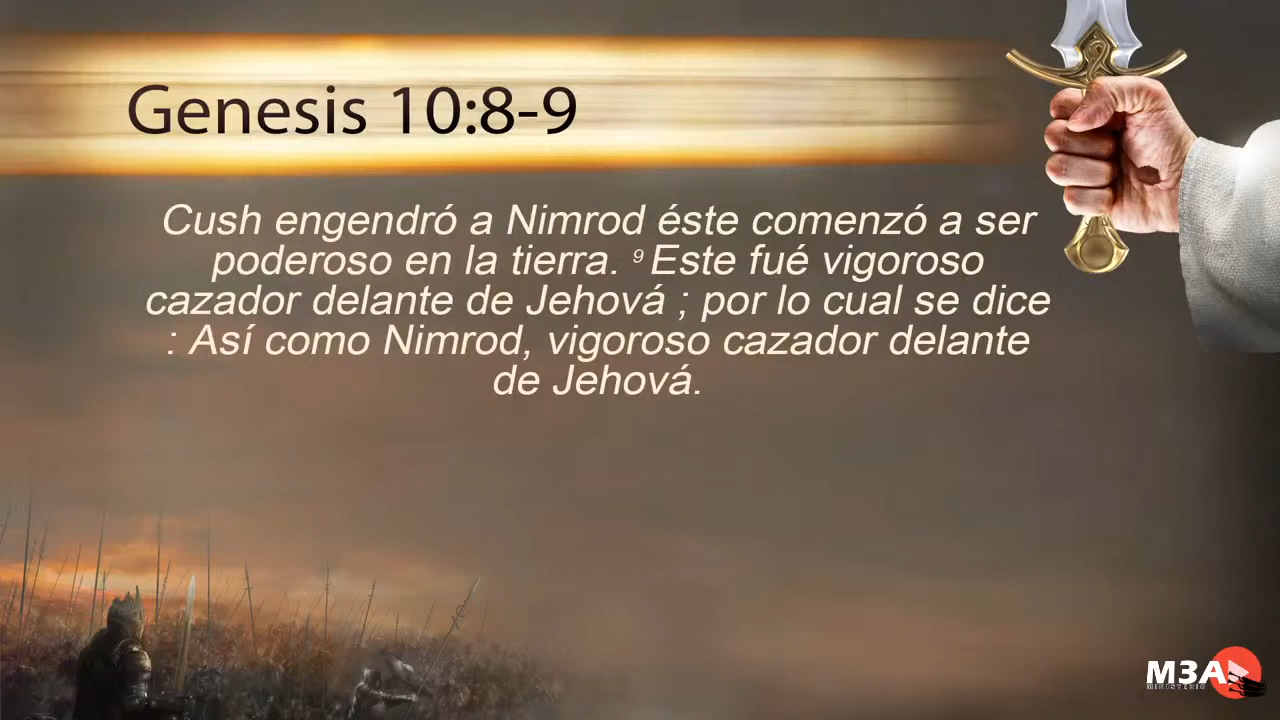 Genesis 10:8-9
Cush engendró a Nimrod éste comenzó a ser
poderoso en la tierra. 9 Este fué vigoroso
cazador delante de Jehová ; por lo cual se dice
: Así como Nimrod, vigoroso cazador delante
de Jehová.
M3A
MINISTERIO